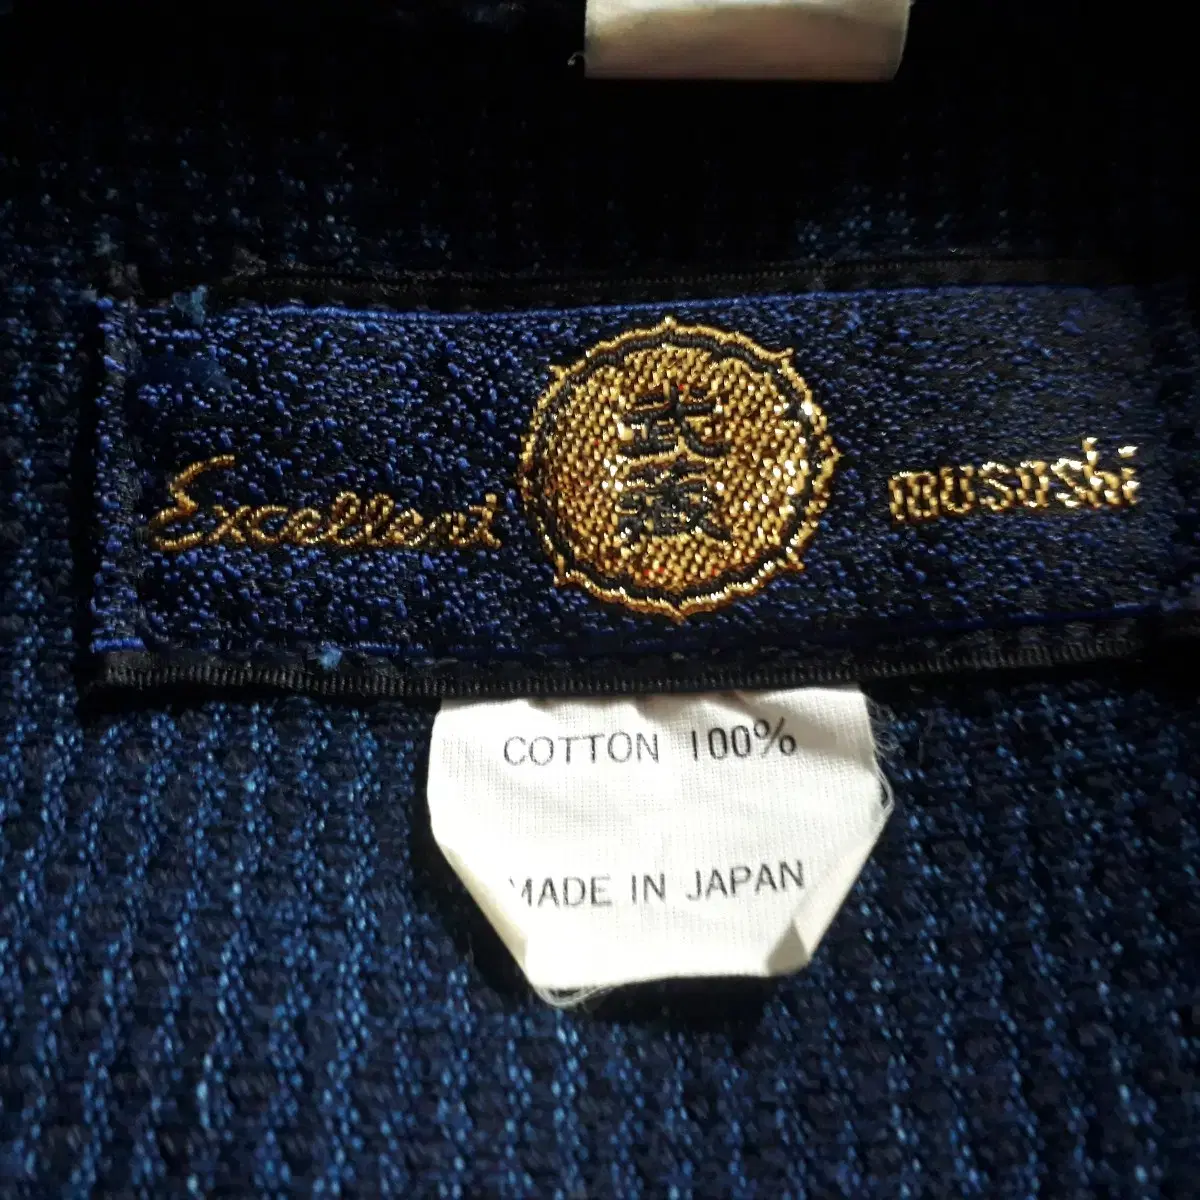 Excellent
武蔵
musashi
COTTON 100%
MADE IN JAPAN